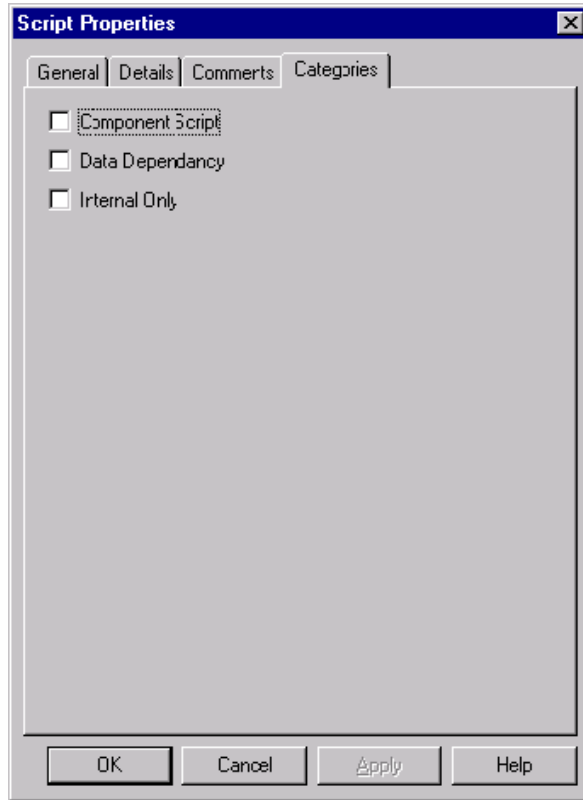 Script Properties
General Details Comments Categories
Component Script
Data Dependancy
Internal Only
OK Cancel Apply Help